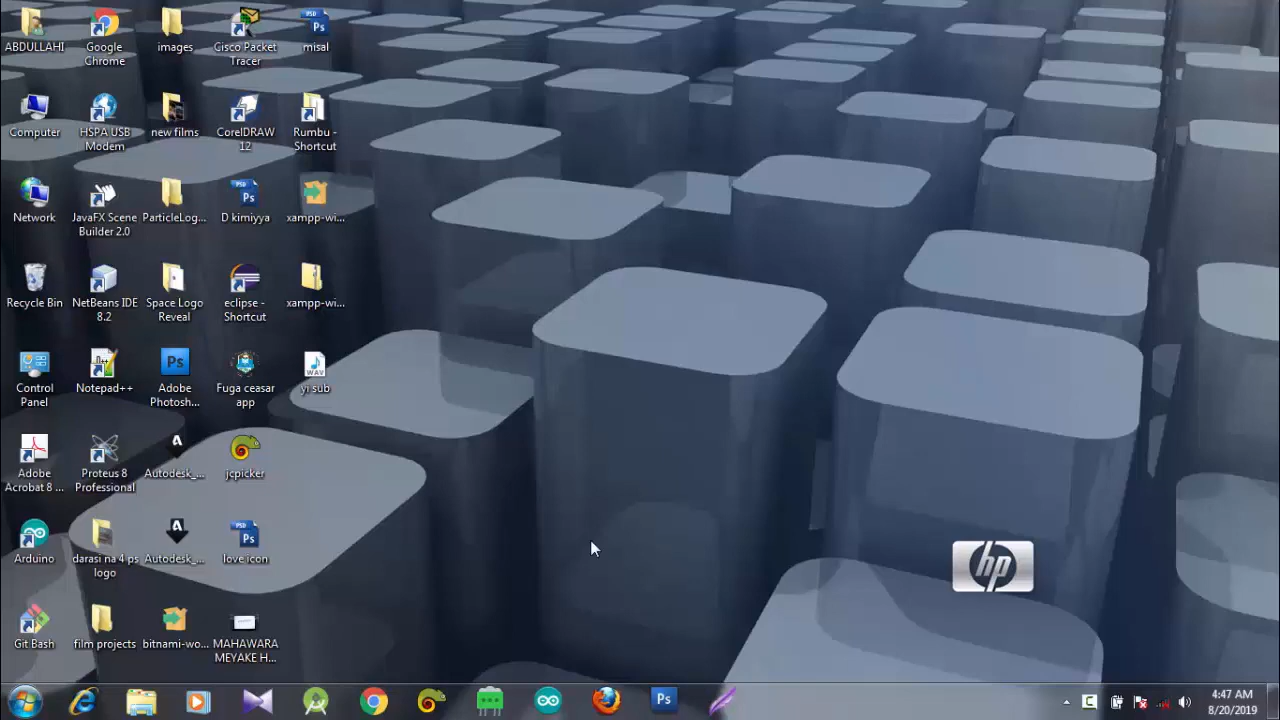 ABDULLAHI
Google
Chrome
images
Cisco Packet
Tracer
misal
Computer
HSPA USB
Modem
new films
CorelDRAW
12
Rumbu -
Shortcut
Network
JavaFX Scene
Builder 2.0
ParticleLog...
D kimiyya
xampp-wi...
Recycle Bin
NetBeans IDE
8.2
Space Logo
Reveal
eclipse -
Shortcut
xampp-wi...
Control
Panel
Notepad++
Adobe
Photosh...
Fuga ceasar
app
yi sub
Adobe
Acrobat 8 ...
Proteus 8
Professional
Autodesk_...
jcpicker
Arduino
darasi na 4 ps
logo
Autodesk_...
love icon
Git Bash
film projects
bitnami-wo...
MAHAWARA
MEYAKE H...
hp
4:47 AM
8/20/2019